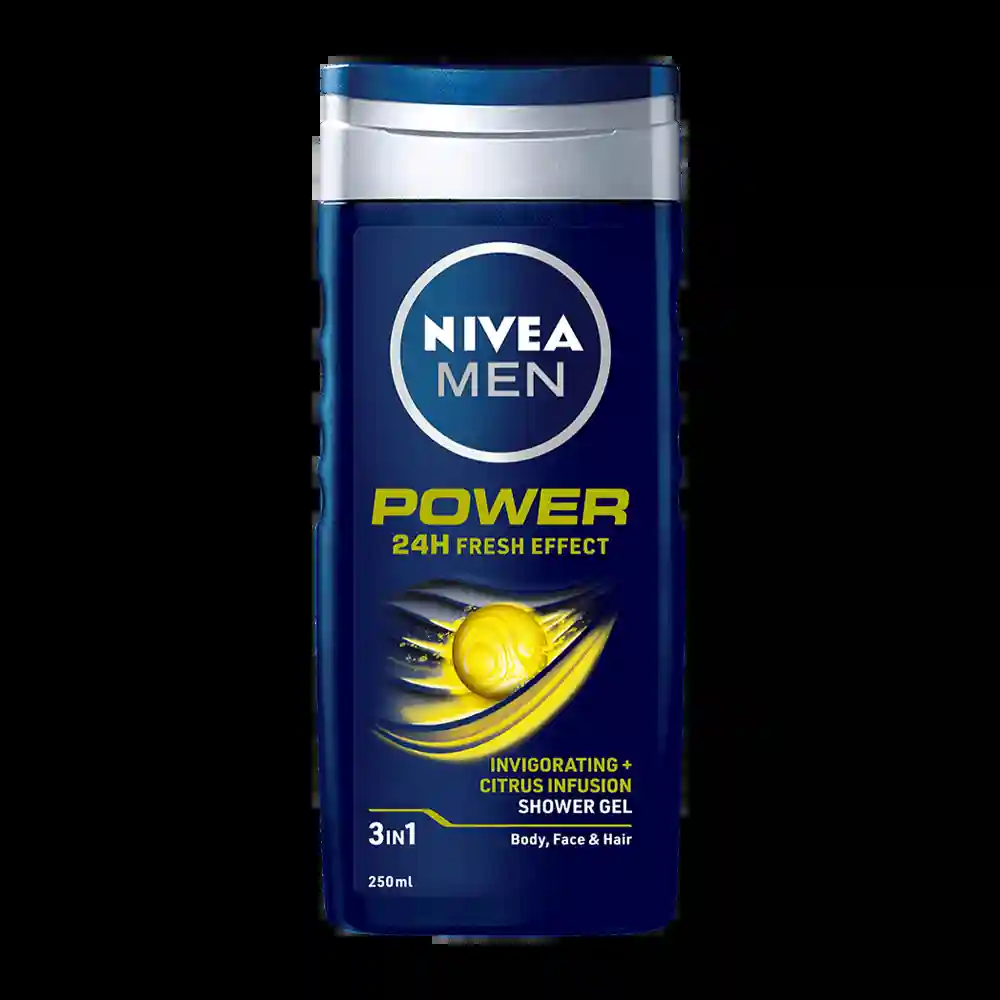 NIVEA
MEN
POWER
24H FRESH EFFECT
INVIGORATING +
CITRUS INFUSION
SHOWER GEL
3IN1
Body, Face & Hair
250ml